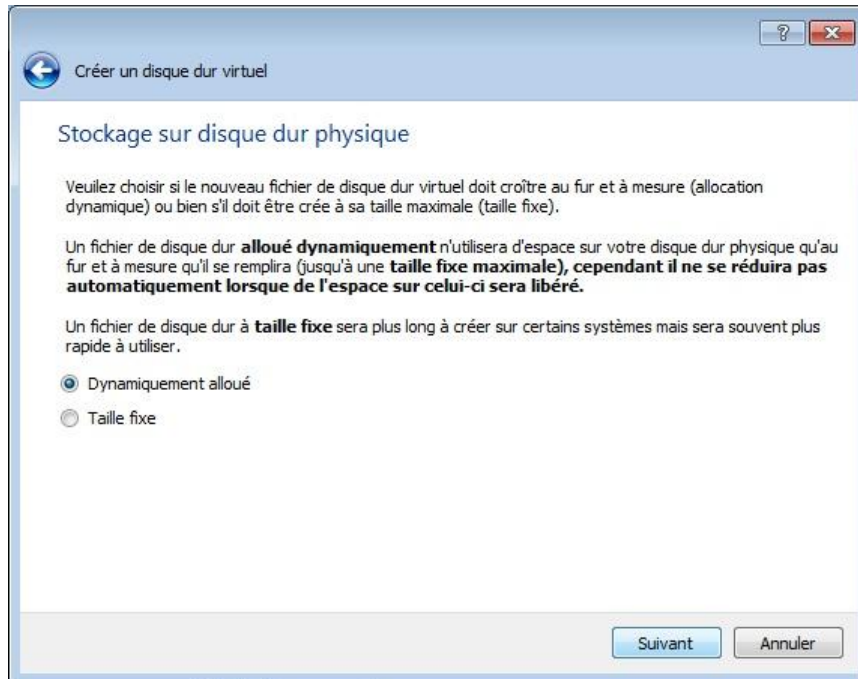 ?
Créer un disque dur virtuel
Stockage sur disque dur physique
Veuilez choisir si le nouveau fichier de disque dur virtuel doit croître au fur et à mesure (allocation
dynamique) ou bien s'il doit être crée à sa taille maximale (taille fixe).
Un fichier de disque dur alloué dynamiquement n'utilisera d'espace sur votre disque dur physique qu'au
fur et à mesure qu'il se remplira (jusqu'à une taille fixe maximale), cependant il ne se réduira pas
automatiquement lorsque de l'espace sur celui-ci sera libéré.
Un fichier de disque dur à taille fixe sera plus long à créer sur certains systèmes mais sera souvent plus
rapide à utiliser.
Dynamiquement alloué
Taille fixe
Suivant Annuler